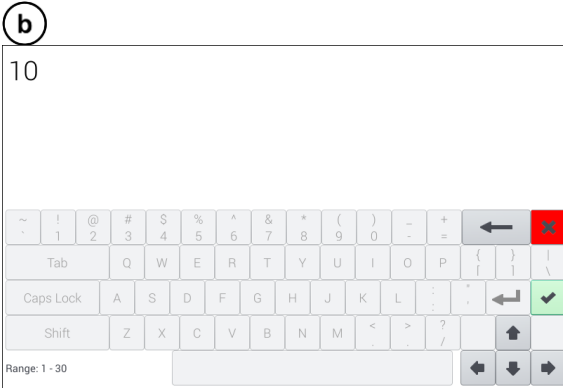 b
10
~ ! @ # $ % ^ & * ( ) _ +
` 1 2 3 4 5 6 7 8 9 0 - =
Tab Q W E R T Y U I O P { } |
[ ] \
Caps Lock A S D F G H J K L : "
; '
Shift Z X C V B N M < > ?
, . /
Range: 1 - 30